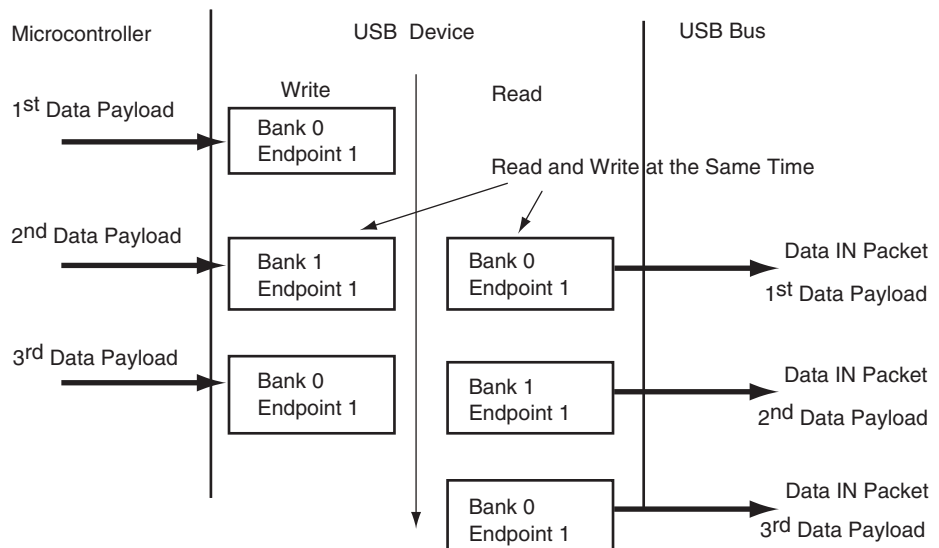 Microcontroller
USB Device
USB Bus
Write
Read
1st Data Payload
Bank 0
Endpoint 1
Read and Write at the Same Time
2nd Data Payload
Bank 1
Endpoint 1
Bank 0
Endpoint 1
Data IN Packet
1st Data Payload
3rd Data Payload
Bank 0
Endpoint 1
Bank 1
Endpoint 1
Data IN Packet
2nd Data Payload
Bank 0
Endpoint 1
Data IN Packet
3rd Data Payload